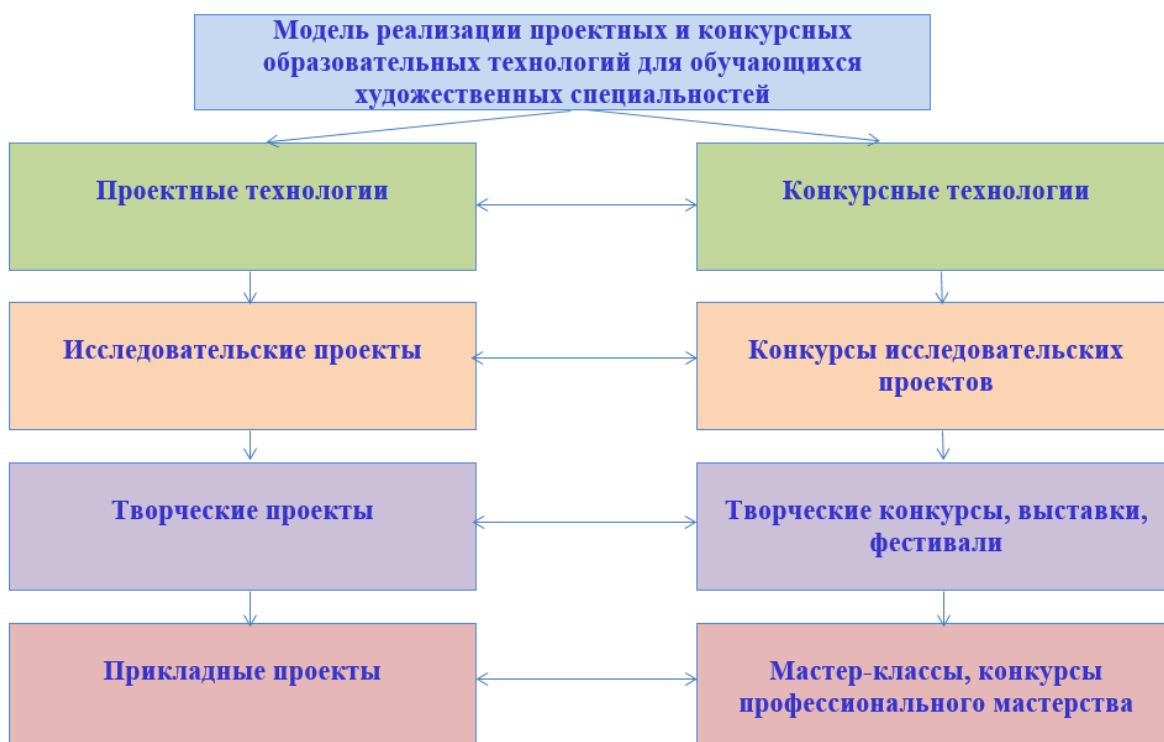 Модель реализации проектных и конкурсных
образовательных технологий для обучающихся
художественных специальностей
Проектные технологии
Конкурсные технологии
Исследовательские проекты
Конкурсы исследовательских
проектов
Творческие проекты
Творческие конкурсы, выставки,
фестивали
Прикладные проекты
Мастер-классы, конкурсы
профессионального мастерства